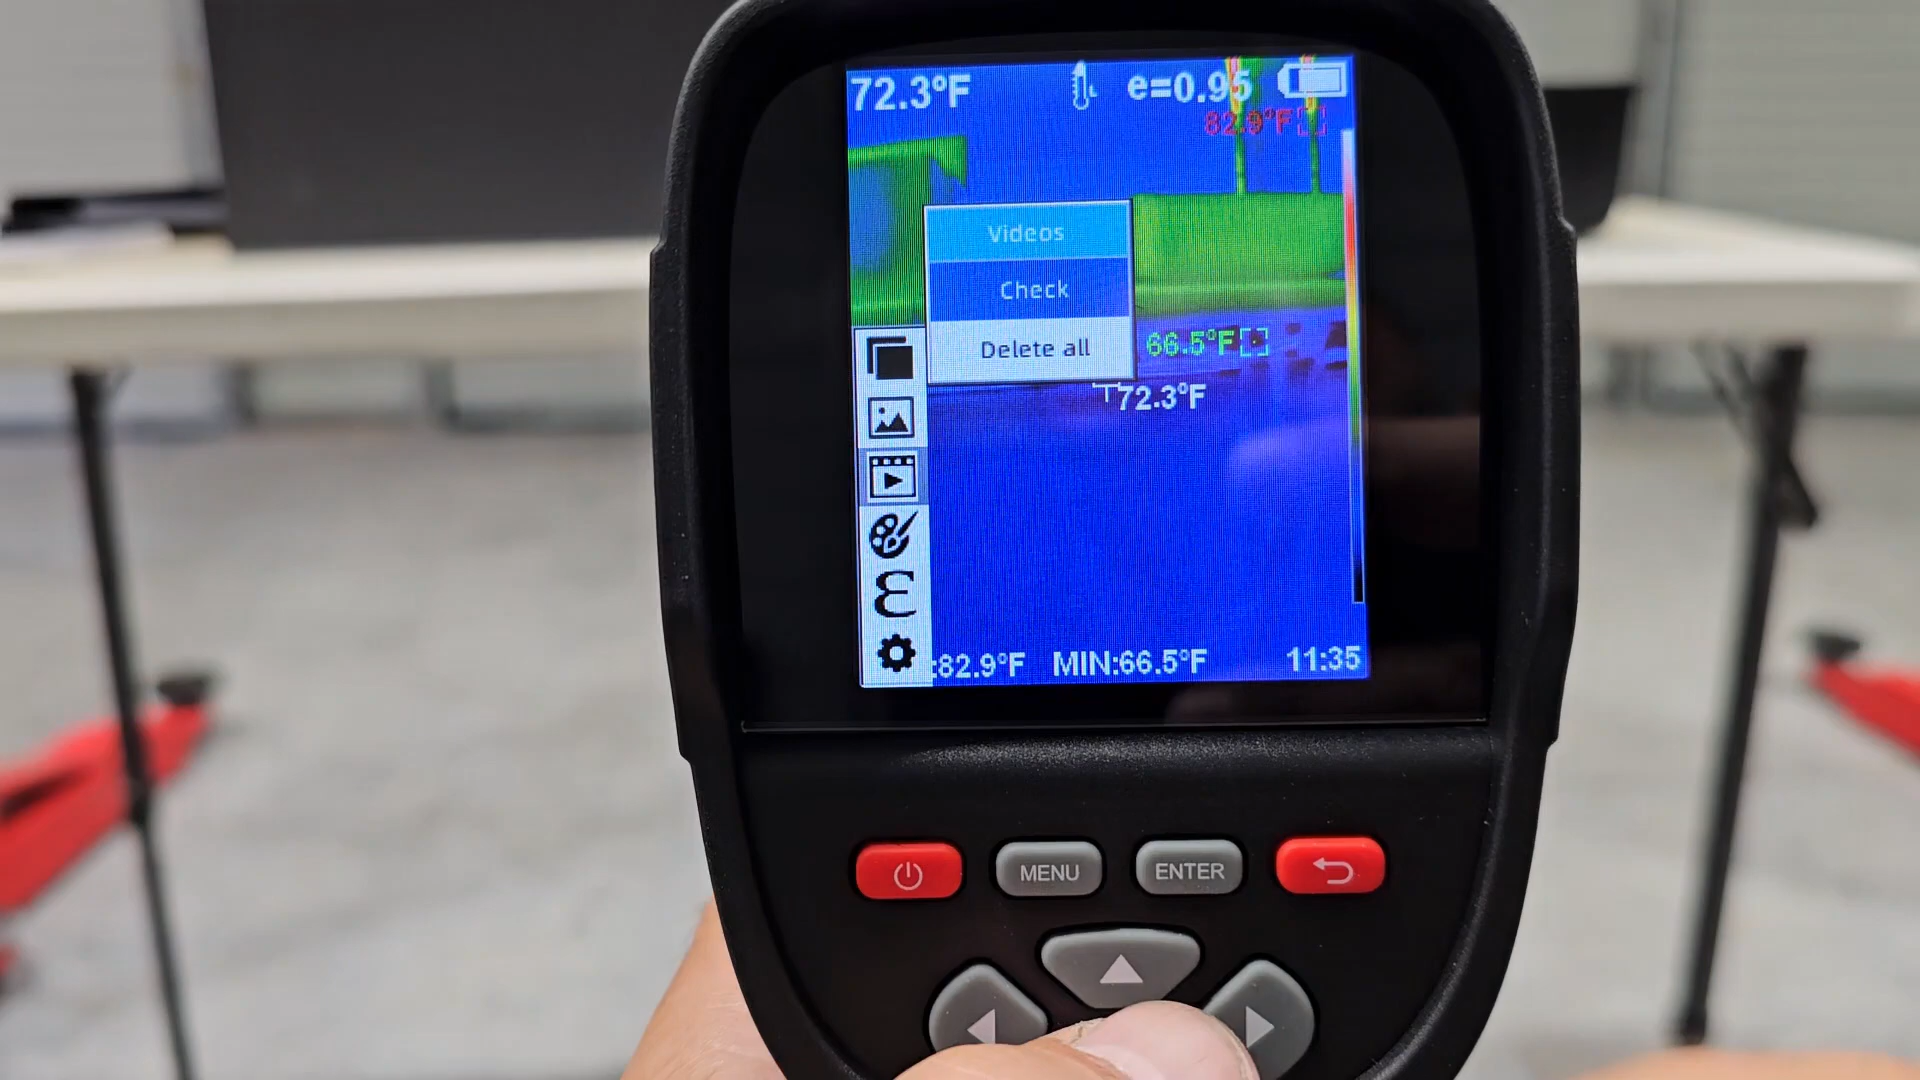 72.3°F e=0.95
82.9°F
Videos
Check
Delete all
66.5°F
72.3°F
:82.9°F MIN:66.5°F 11:35
MENU ENTER